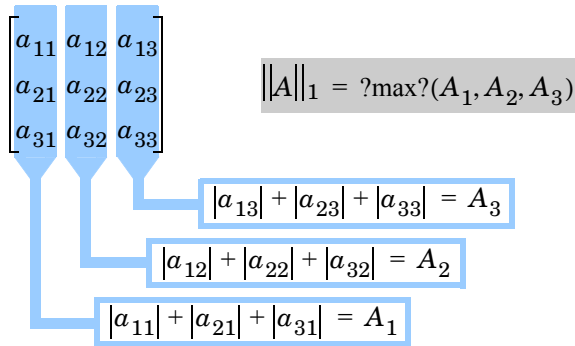 a11 a12 a13
a21 a22 a23
a31 a32 a33
||A||1 = ?max?(A1, A2, A3)
|a13| + |a23| + |a33| = A3
|a12| + |a22| + |a32| = A2
|a11| + |a21| + |a31| = A1